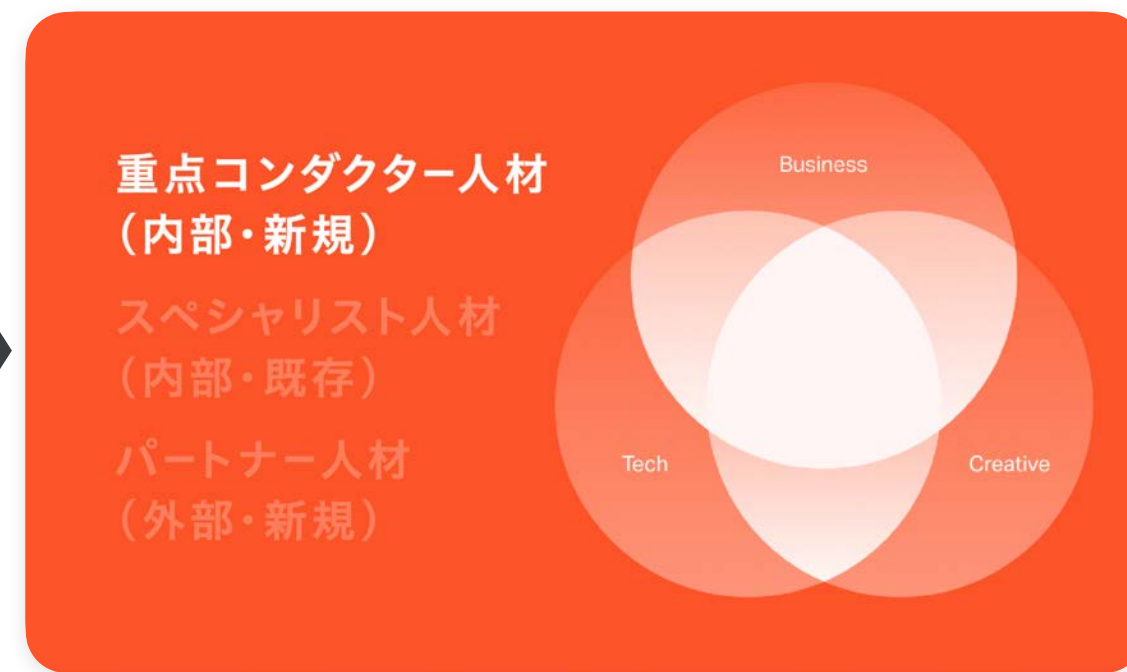 重点コンダクター人材
（内部・新規）
スペシャリスト人材
（内部・既存）
パートナー人材
（外部・新規）
Business
Tech
Creative